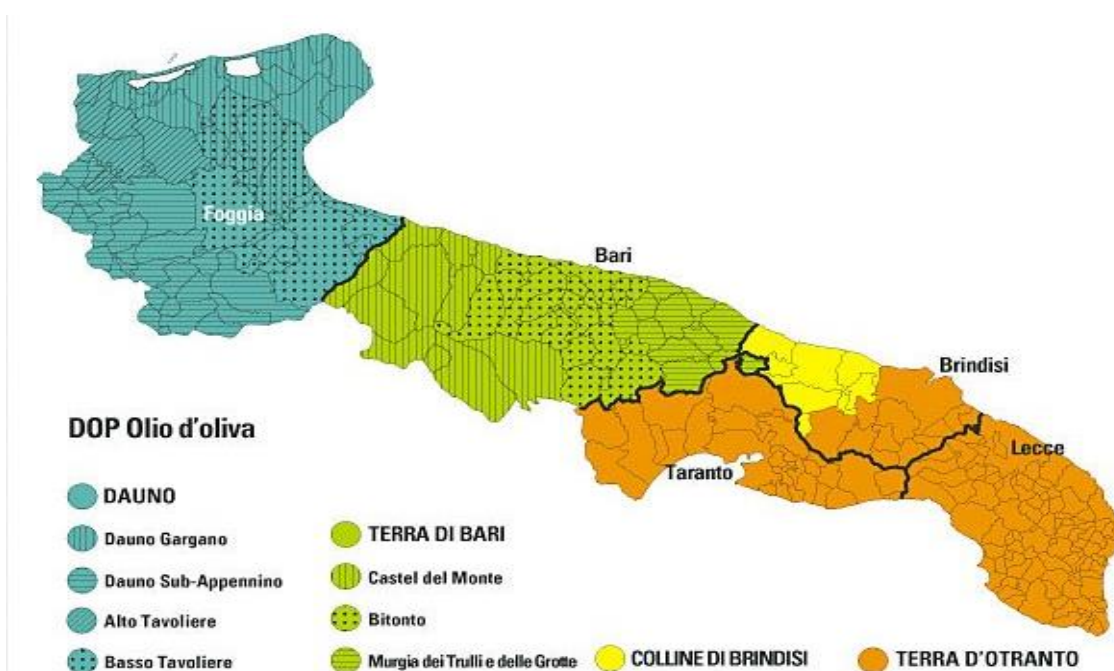 Foggia
Bari
Brindisi
Lecce
Taranto
DOP Olio d'oliva
DAUNO
Dauno Gargano
Dauno Sub-Appennino
Alto Tavoliere
Basso Tavoliere
TERRA DI BARI
Castel del Monte
Bitonto
Murgia dei Trulli e delle Grotte
COLLINE DI BRINDISI
TERRA D'OTRANTO